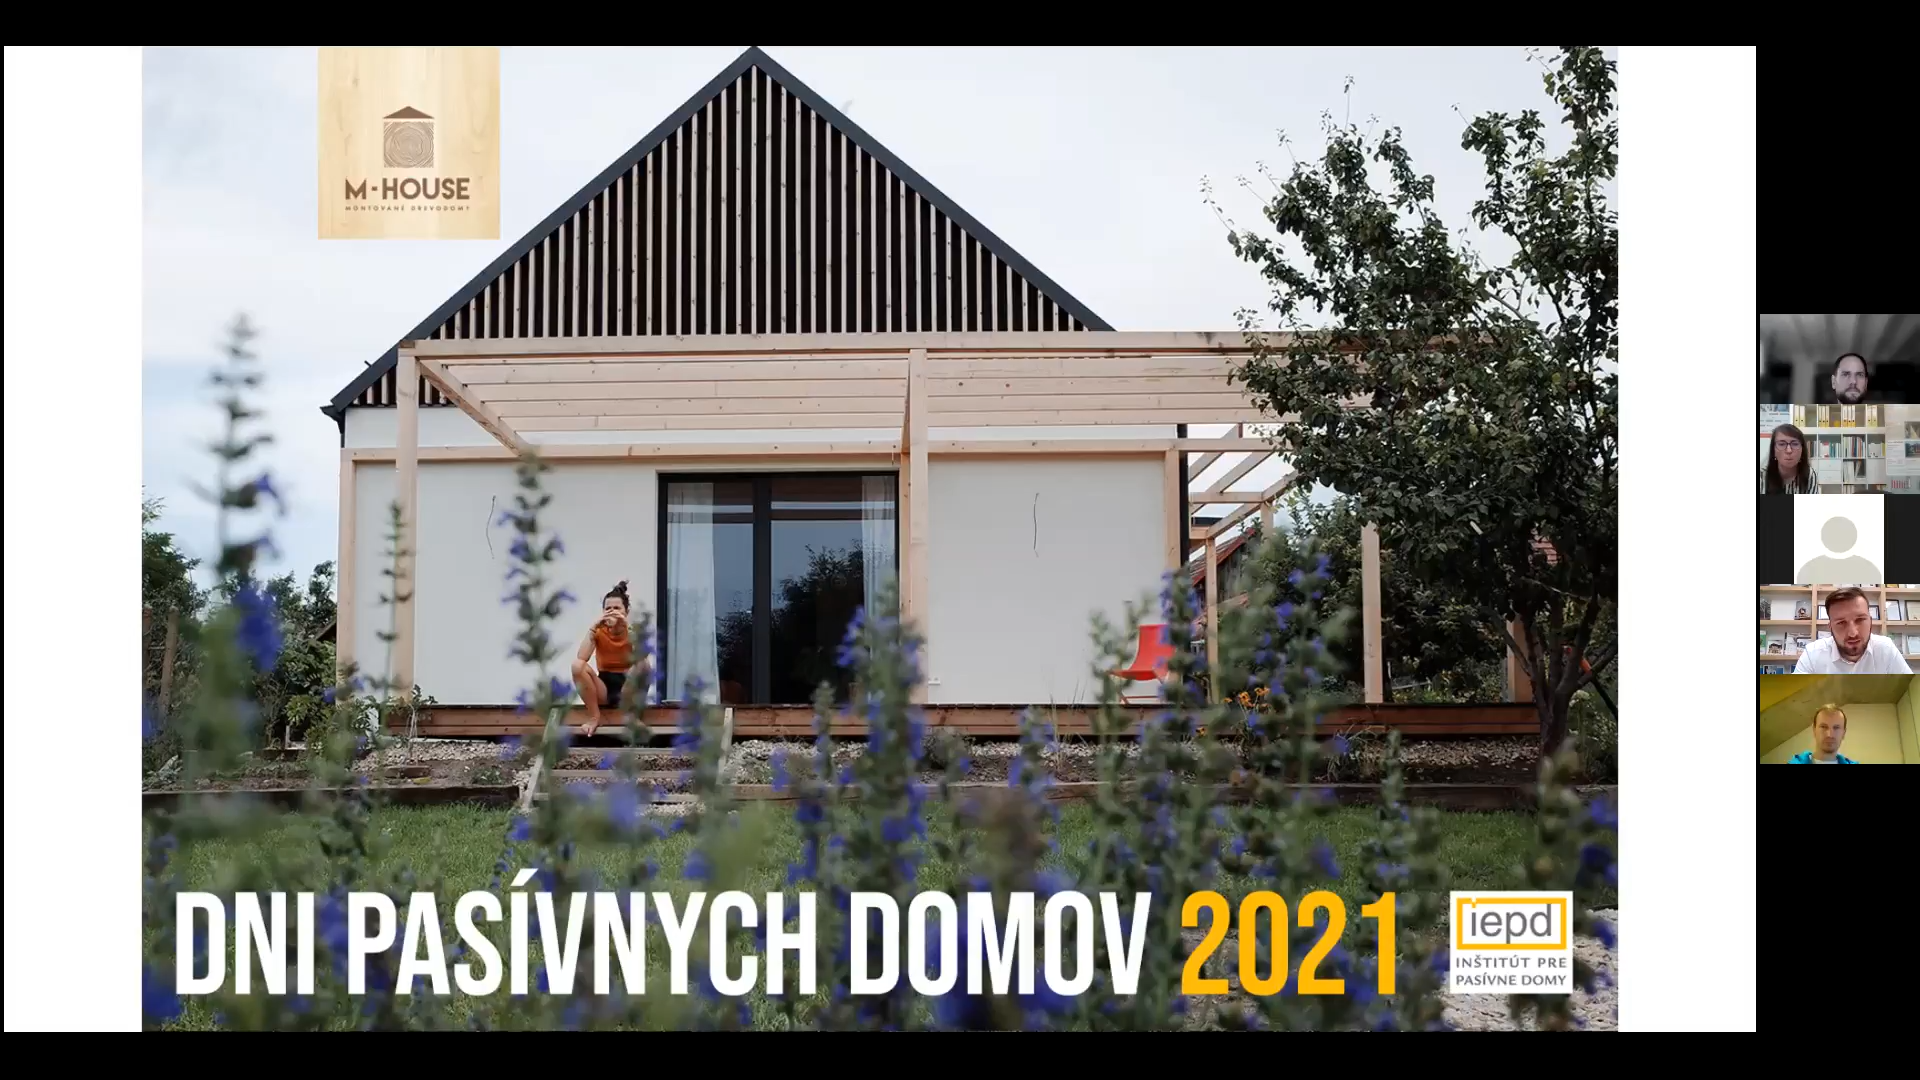 M·HOUSE
MONTOVANÉ DREVODOMY
DNI PASÍVNYCH DOMOV 2021
iepd
INŠTITÚT PRE
PASÍVNE DOMY